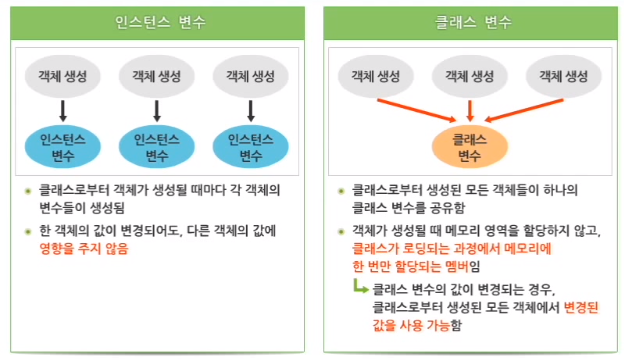 인스턴스 변수
객체 생성 객체 생성 객체 생성
인스턴스 변수 인스턴스 변수 인스턴스 변수
클래스로부터 객체가 생성될 때마다 각 객체의
변수들이 생성됨
한 객체의 값이 변경되어도, 다른 객체의 값에
영향을 주지 않음
클래스 변수
객체 생성 객체 생성 객체 생성
클래스
변수
클래스로부터 생성된 모든 객체들이 하나의
클래스 변수를 공유함
객체가 생성될 때 메모리 영역을 할당하지 않고,
클래스가 로딩되는 과정에서 메모리에
한 번만 할당되는 멤버임
클래스 변수의 값이 변경되는 경우,
클래스로부터 생성된 모든 객체에서 변경된
값을 사용 가능함